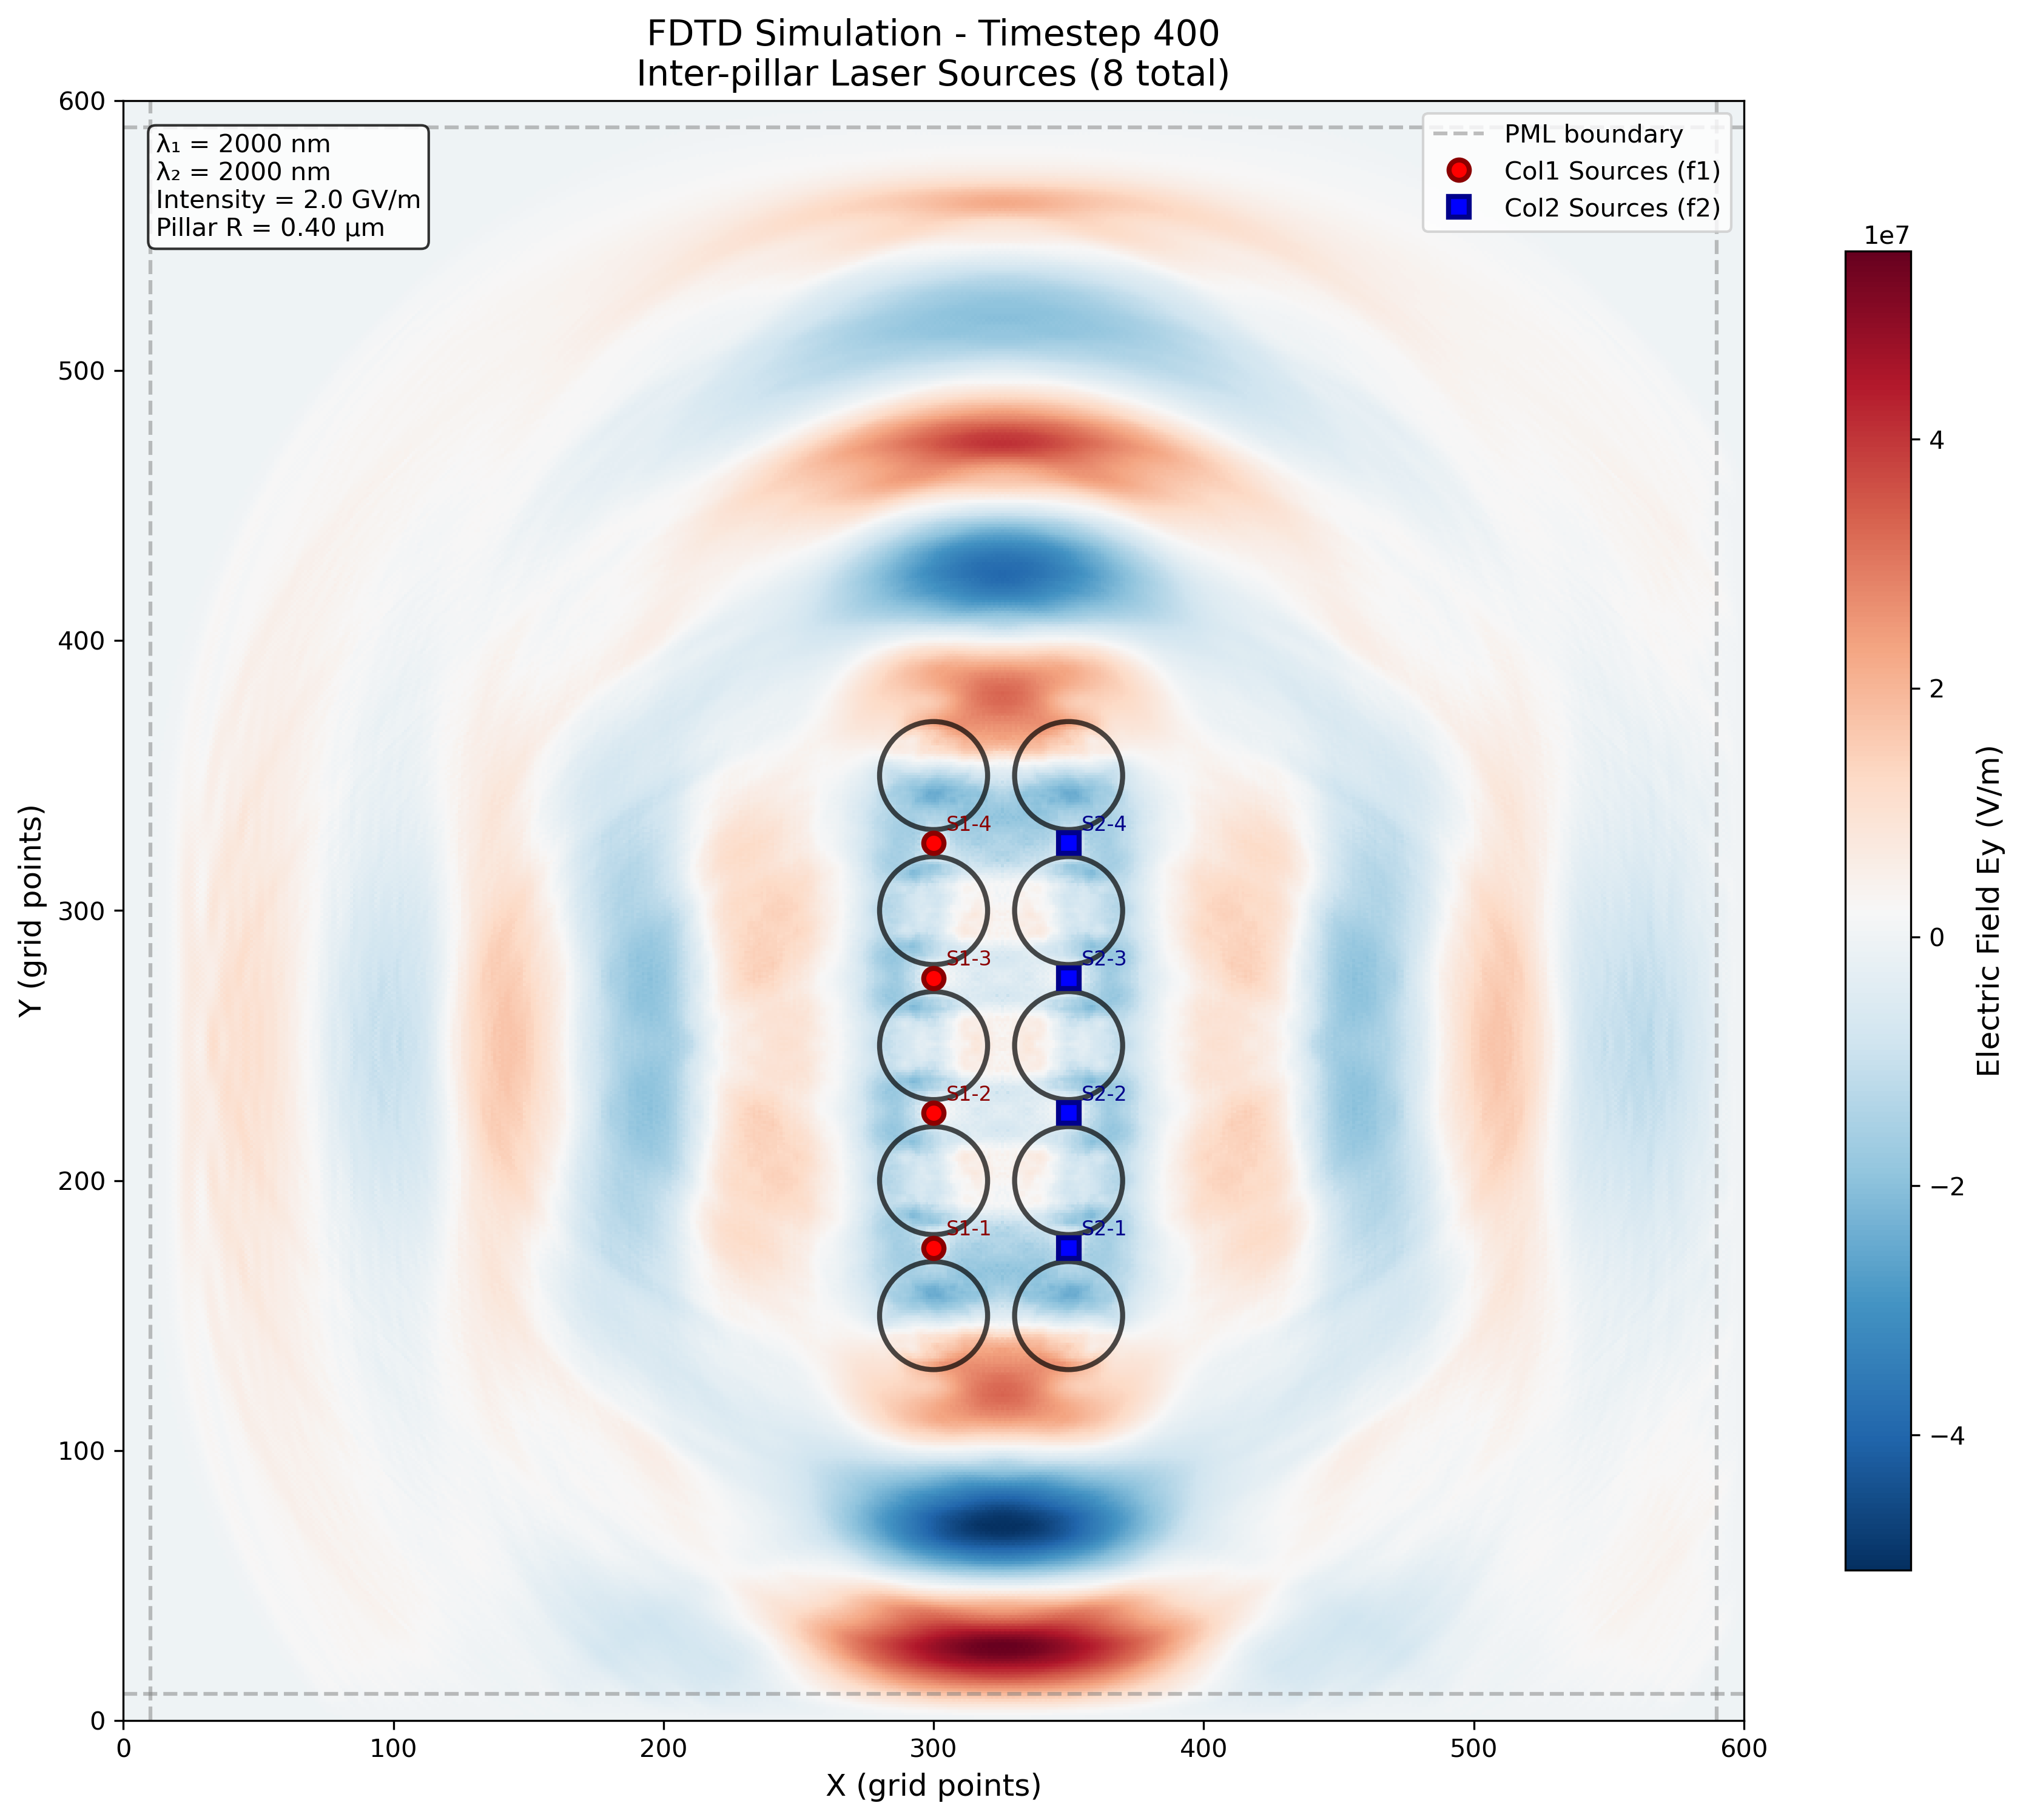 FDTD Simulation - Timestep 400
Inter-pillar Laser Sources (8 total)
λ₁ = 2000 nm
λ₂ = 2000 nm
Intensity = 2.0 GV/m
Pillar R = 0.40 μm
PML boundary
Col1 Sources (f1)
Col2 Sources (f2)
600
500
400
300
200
100
0
Y (grid points)
S1-4 S2-4
S1-3 S2-3
S1-2 S2-2
S1-1 S2-1
0 100 200 300 400 500 600
X (grid points)
1e7
4
2
0
−2
−4
Electric Field Ey (V/m)